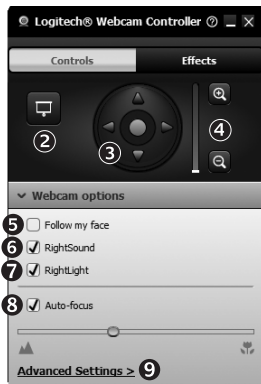 Logitech® Webcam Controller
Controls Effects
2
3
4
Webcam options
5 Follow my face
6 RightSound
7 RightLight
8 Auto-focus
Advanced Settings > 9